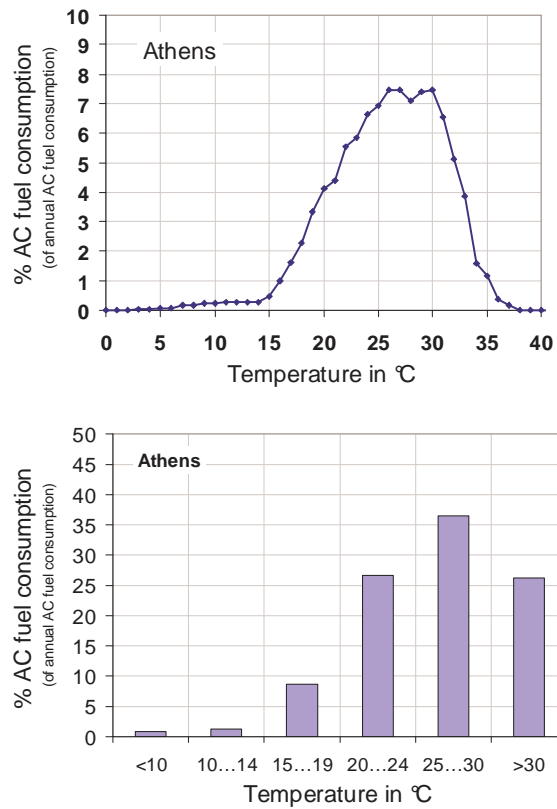 Athens
% AC fuel consumption
(of annual AC fuel consumption)
10
9
8
7
6
5
4
3
2
1
0
0 5 10 15 20 25 30 35 40
Temperature in °C
Athens
% AC fuel consumption
(of annual AC fuel consumption)
50
45
40
35
30
25
20
15
10
5
0
<10 10...14 15...19 20...24 25...30 >30
Temperature in °C